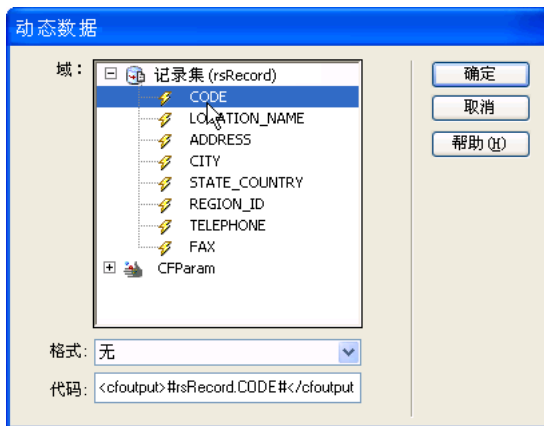 动态数据
域：
记录集 (rsRecord)
CODE
LOCATION_NAME
ADDRESS
CITY
STATE_COUNTRY
REGION_ID
TELEPHONE
FAX
CFParam
格式：
无
代码：
<cfoutput>#rsRecord.CODE#</cfoutput
确定
取消
帮助(H)